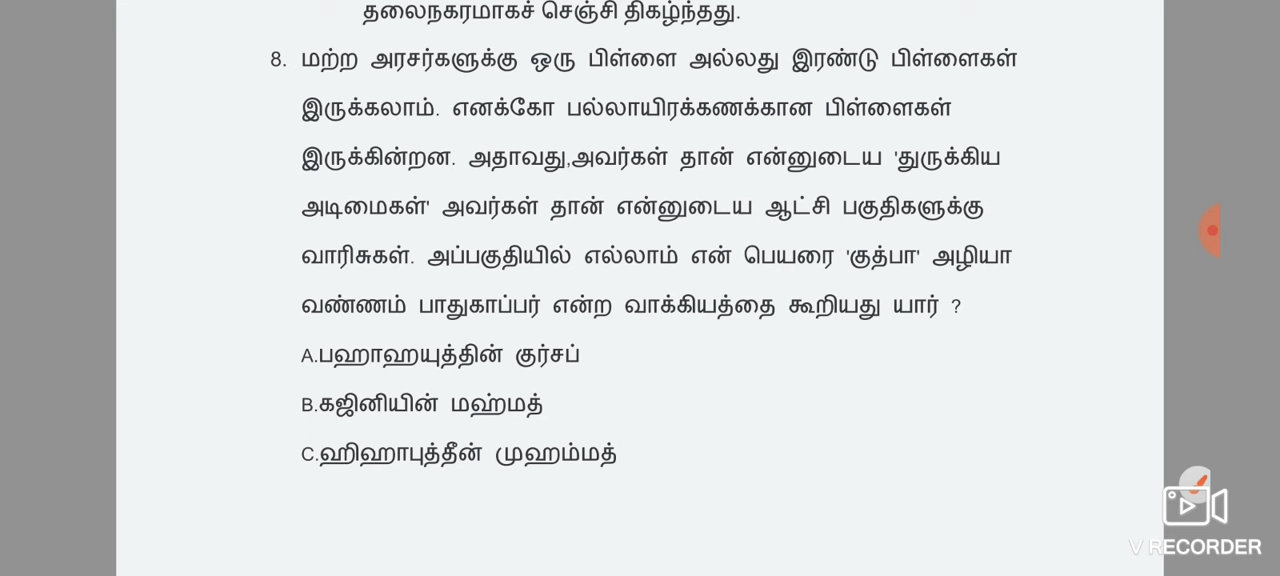 தலைநகரமாகச் செஞ்சி திகழ்ந்தது.
8. மற்ற அரசர்களுக்கு ஒரு பிள்ளை அல்லது இரண்டு பிள்ளைகள்
இருக்கலாம். எனக்கோ பல்லாயிரக்கணக்கான பிள்ளைகள்
இருக்கின்றன. அதாவது,அவர்கள் தான் என்னுடைய 'துருக்கிய
அடிமைகள்' அவர்கள் தான் என்னுடைய ஆட்சி பகுதிகளுக்கு
வாரிசுகள். அப்பகுதியில் எல்லாம் என் பெயரை 'குத்பா' அழியா
வண்ணம் பாதுகாப்பர் என்ற வாக்கியத்தை கூறியது யார் ?
A.பஹாஹயுத்தின் குர்சப்
B.கஜினியின் மஹ்மத்
C.ஹிஹாபுத்தீன் முஹம்மத்
V RECORDER